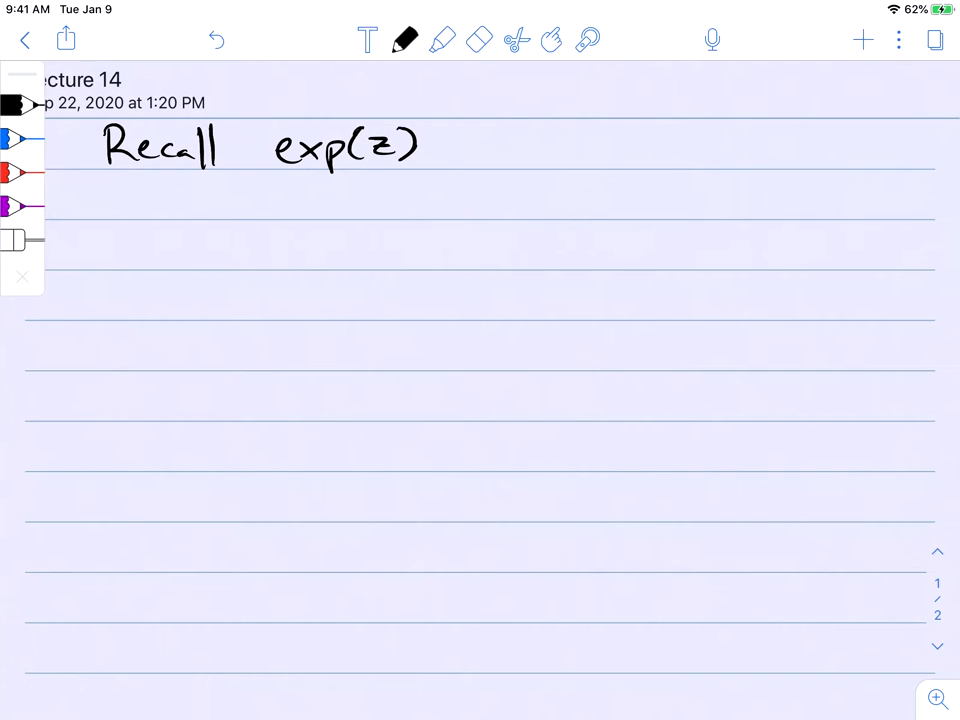 9:41 AM Tue Jan 9 62%
ecture 14
p 22, 2020 at 1:20 PM
Recall exp(z)
1
/
2